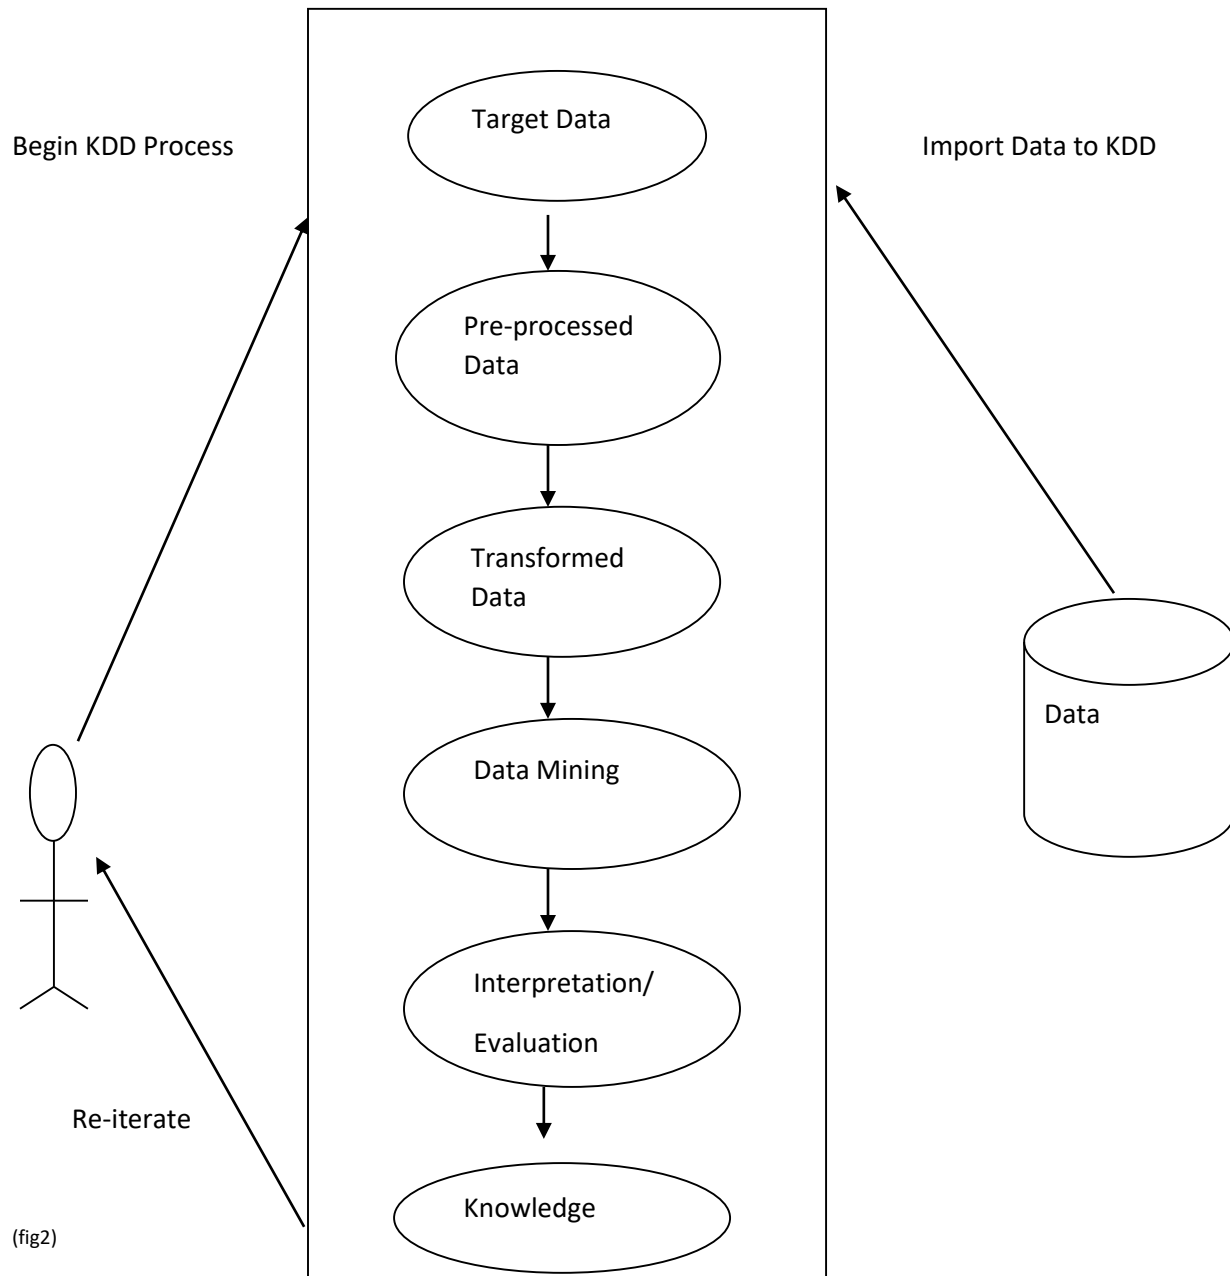 Target Data
Begin KDD Process
Import Data to KDD
Pre-processed
Data
Transformed
Data
Data
Data Mining
Interpretation/
Evaluation
Re-iterate
Knowledge
(fig2)